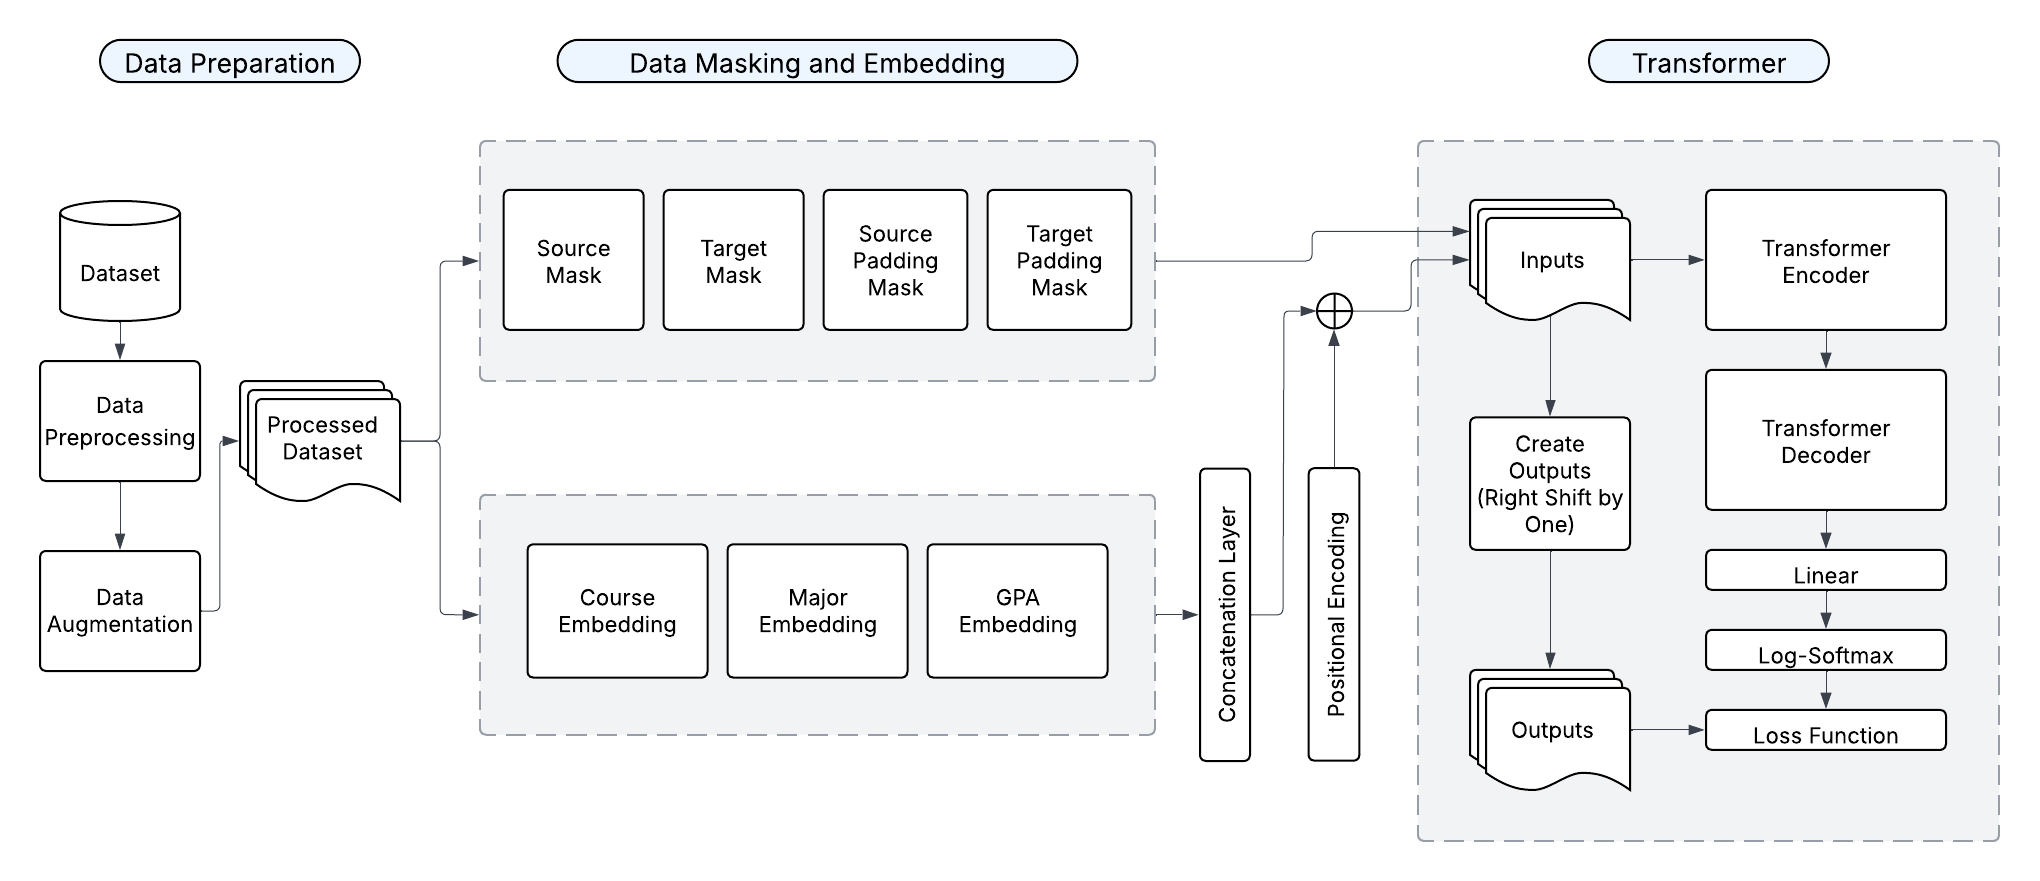 Data Preparation
Data Masking and Embedding
Transformer
Dataset
Data
Preprocessing
Data
Augmentation
Processed
Dataset
Source
Mask
Target
Mask
Source
Padding
Mask
Target
Padding
Mask
Course
Embedding
Major
Embedding
GPA
Embedding
Concatenation Layer
Positional Encoding
Inputs
Create
Outputs
(Right Shift by
One)
Outputs
Transformer
Encoder
Transformer
Decoder
Linear
Log-Softmax
Loss Function